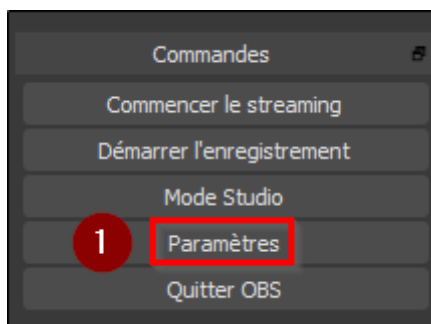 Commandes
Commencer le streaming
Démarrer l'enregistrement
Mode Studio
1 Paramètres
Quitter OBS